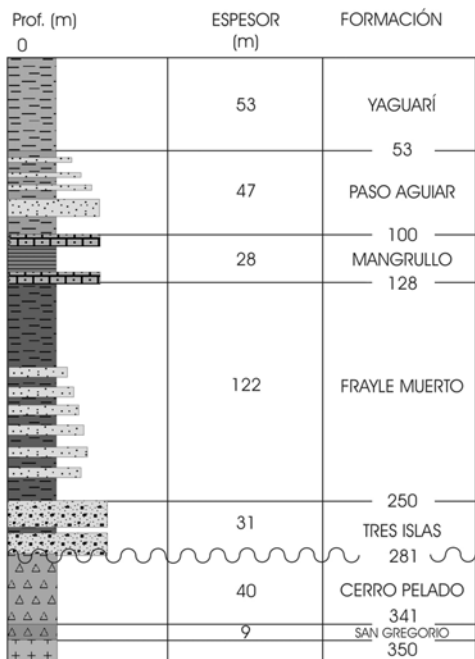 Prof. (m) ESPESOR FORMACIÓN
0 (m)
53 YAGUARÍ
53
47 PASO AGUIAR
100
28 MANGRULLO
128
122 FRAYLE MUERTO
250
31 TRES ISLAS
281
40 CERRO PELADO
341
9 SAN GREGORIO
350